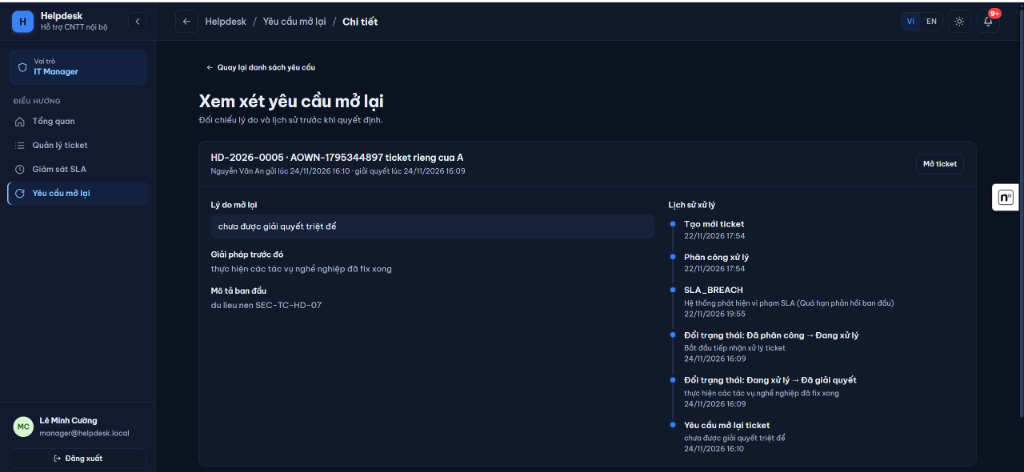 H
Helpdesk
Hỗ trợ CNTT nội bộ
Vai trò
IT Manager
ĐIỀU HƯỚNG
Tổng quan
Quản lý ticket
Giám sát SLA
Yêu cầu mở lại
MC
Lê Minh Cường
manager@helpdesk.local
Đăng xuất
← Helpdesk / Yêu cầu mở lại / Chi tiết
VI EN
9+
← Quay lại danh sách yêu cầu
Xem xét yêu cầu mở lại
Đối chiếu lý do và lịch sử trước khi quyết định.
HD-2026-0005 · AOWN-1795344897 ticket rieng cua A
Nguyễn Văn An gửi lúc 24/11/2026 16:10 · giải quyết lúc 24/11/2026 16:09
Mở ticket
Lý do mở lại
chưa được giải quyết triệt để
Giải pháp trước đó
thực hiện các tác vụ nghề nghiệp đã fix xong
Mô tả ban đầu
du lieu nen SEC-TC-HD-07
Lịch sử xử lý
Tạo mới ticket
22/11/2026 17:54
Phân công xử lý
22/11/2026 17:54
SLA_BREACH
Hệ thống phát hiện vi phạm SLA (Quá hạn phản hồi ban đầu)
22/11/2026 19:55
Đổi trạng thái: Đã phân công → Đang xử lý
Bắt đầu tiếp nhận xử lý ticket
24/11/2026 16:09
Đổi trạng thái: Đang xử lý → Đã giải quyết
thực hiện các tác vụ nghề nghiệp đã fix xong
24/11/2026 16:09
Yêu cầu mở lại ticket
chưa được giải quyết triệt để
24/11/2026 16:10